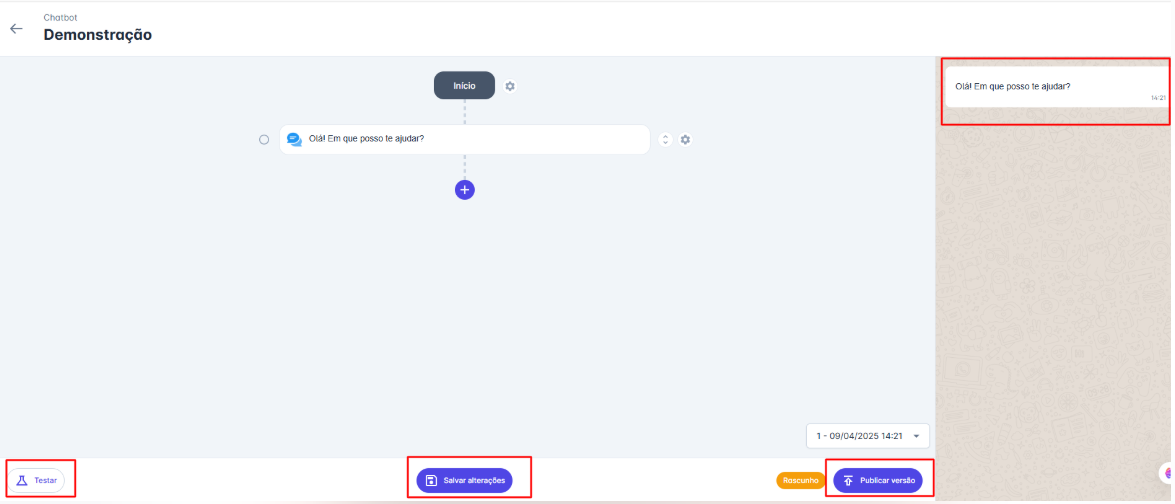 Chatbot
Demonstração
Início
Olá! Em que posso te ajudar?
Olá! Em que posso te ajudar?
14:21
1 - 09/04/2025 14:21
Testar
Salvar alterações
Rascunho
Publicar versão